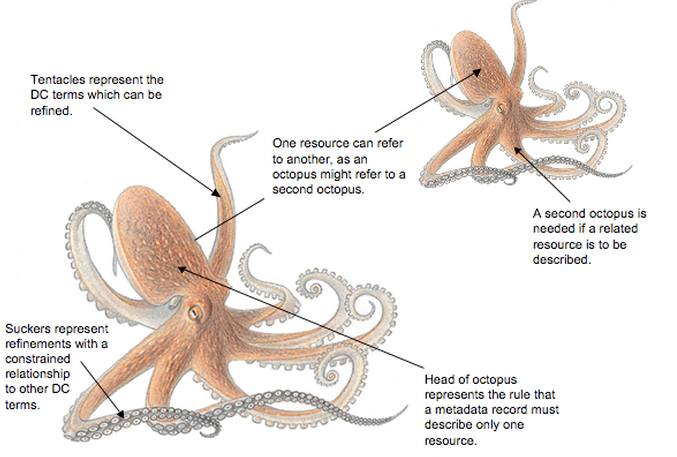 Tentacles represent the
DC terms which can be
refined.
One resource can refer
to another, as an
octopus might refer to a
second octopus.
A second octopus is
needed if a related
resource is to be
described.
Suckers represent
refinements with a
constrained
relationship
to other DC
terms.
Head of octopus
represents the rule that
a metadata record must
describe only one
resource.